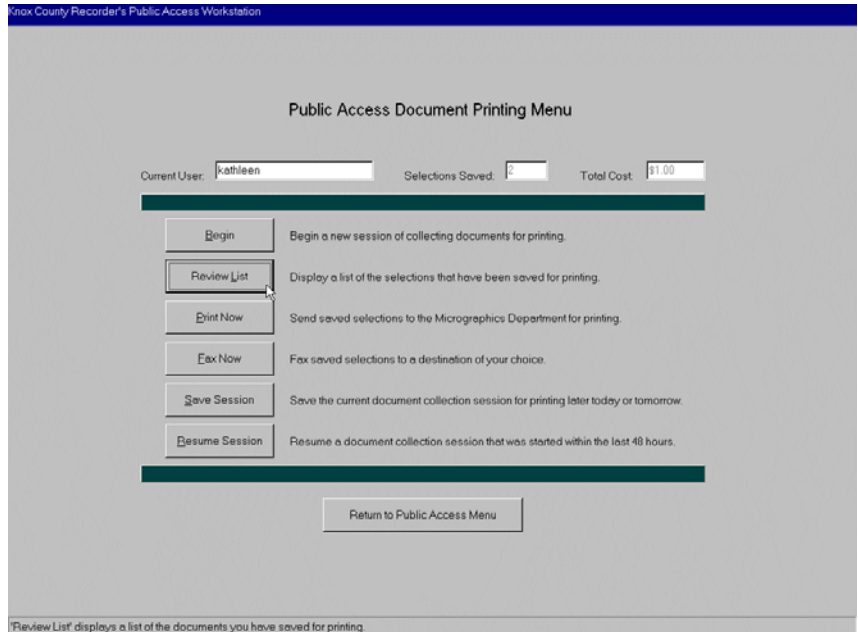 Knox County Recorder's Public Access Workstation
Public Access Document Printing Menu
Current User: kathleen Selections Saved: 2 Total Cost: $1.00
Begin Begin a new session of collecting documents for printing.
Review List Display a list of the selections that have been saved for printing.
Print Now Send saved selections to the Micrographics Department for printing.
Fax Now Fax saved selections to a destination of your choice.
Save Session Save the current document collection session for printing later today or tomorrow.
Resume Session Resume a document collection session that was started within the last 48 hours.
Return to Public Access Menu
'Review List' displays a list of the documents you have saved for printing.